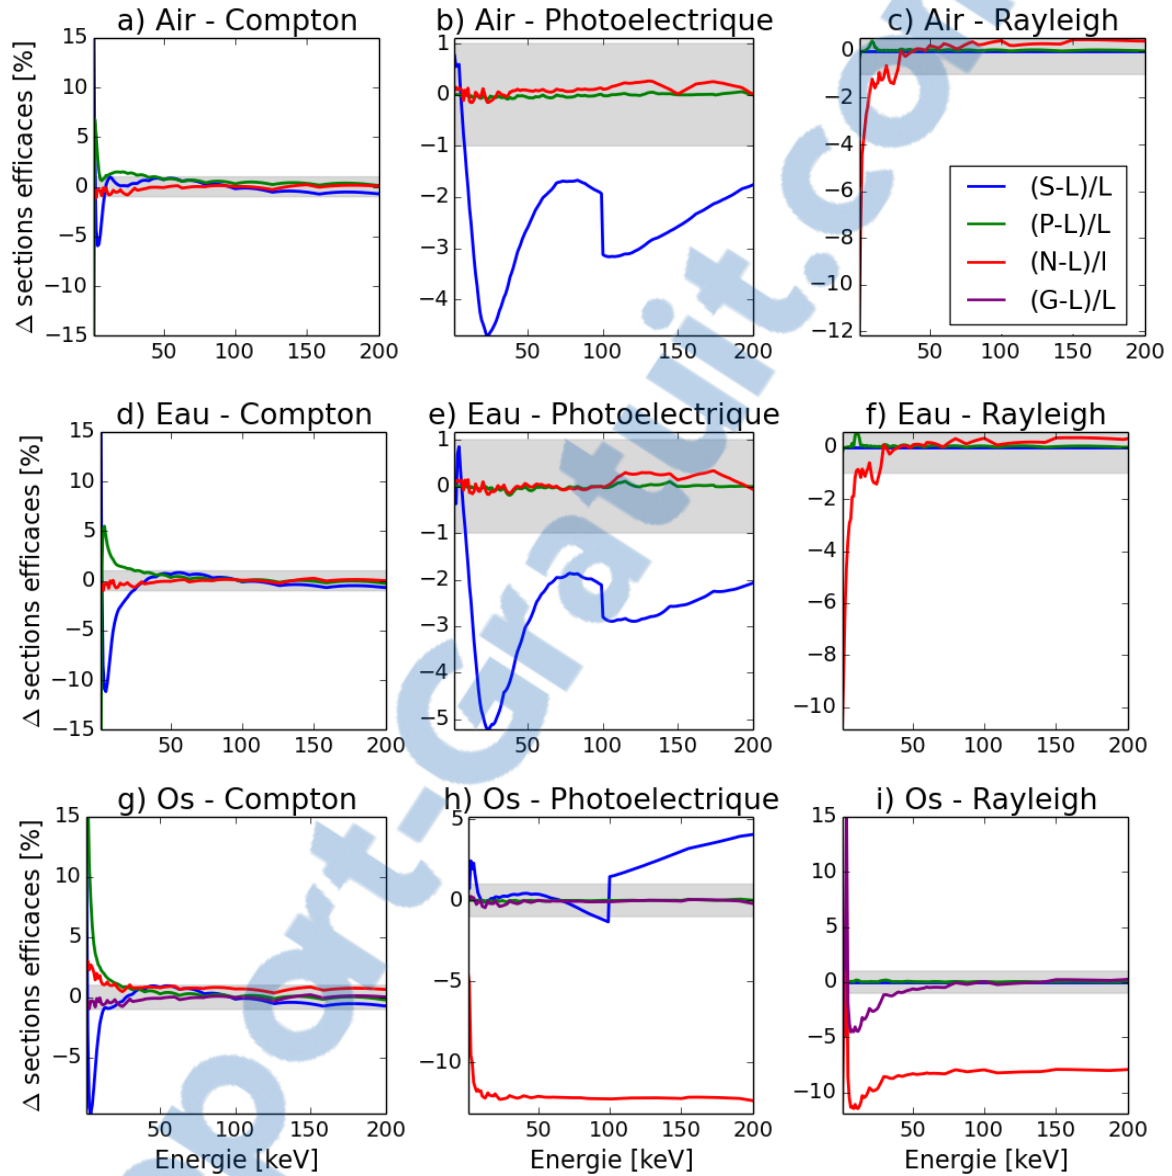 a) Air - Compton
b) Air - Photoelectrique
c) Air - Rayleigh
Δ sections efficaces [%]
15
10
5
0
−5
−10
−15
50 100 150 200
1
0
−1
−2
−3
−4
50 100 150 200
0
−2
−4
−6
−8
−10
−12
50 100 150 200
(S-L)/L
(P-L)/L
(N-L)/l
(G-L)/L
d) Eau - Compton
e) Eau - Photoelectrique
f) Eau - Rayleigh
Δ sections efficaces [%]
15
10
5
0
−5
−10
−15
50 100 150 200
1
0
−1
−2
−3
−4
−5
50 100 150 200
0
−2
−4
−6
−8
−10
50 100 150 200
g) Os - Compton
h) Os - Photoelectrique
i) Os - Rayleigh
Δ sections efficaces [%]
15
10
5
0
−5
50 100 150 200
Energie [keV]
5
0
−5
−10
50 100 150 200
Energie [keV]
15
10
5
0
−5
−10
50 100 150 200
Energie [keV]
pport-Gratuit.com